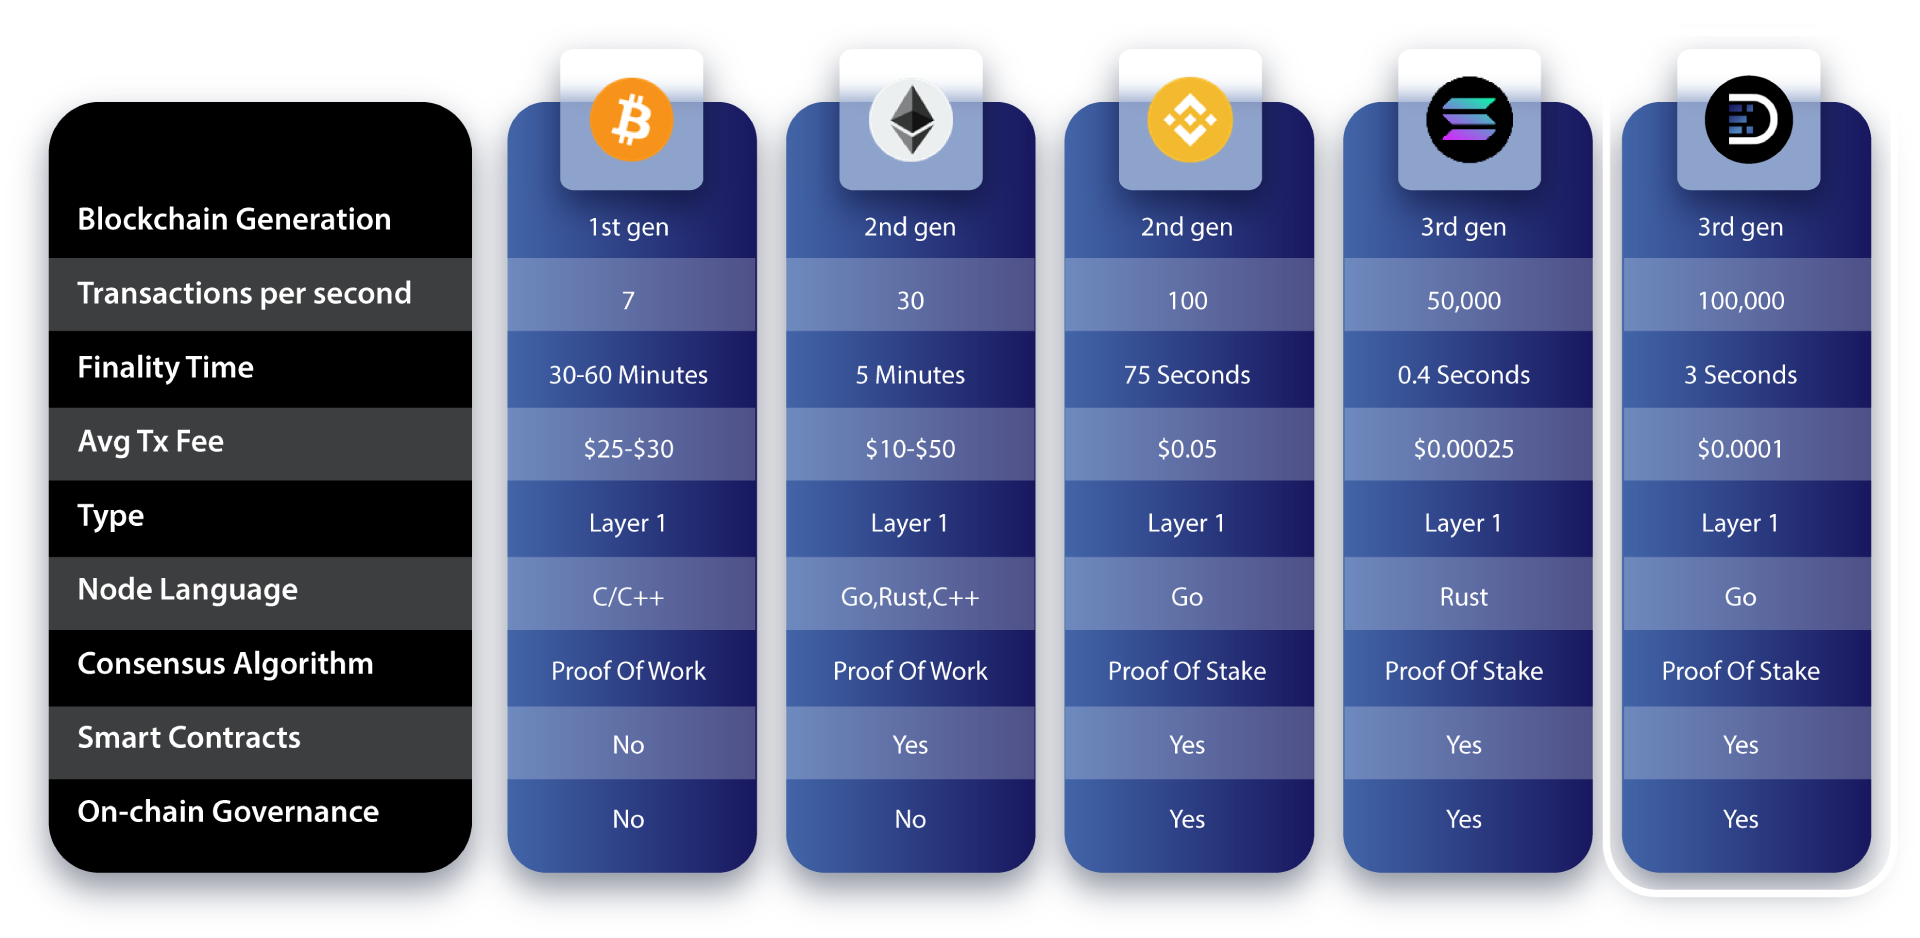 Blockchain Generation 1st gen 2nd gen 2nd gen 3rd gen 3rd gen
Transactions per second 7 30 100 50,000 100,000
Finality Time 30-60 Minutes 5 Minutes 75 Seconds 0.4 Seconds 3 Seconds
Avg Tx Fee $25-$30 $10-$50 $0.05 $0.00025 $0.0001
Type Layer 1 Layer 1 Layer 1 Layer 1 Layer 1
Node Language C/C++ Go,Rust,C++ Go Rust Go
Consensus Algorithm Proof Of Work Proof Of Work Proof Of Stake Proof Of Stake Proof Of Stake
Smart Contracts No Yes Yes Yes Yes
On-chain Governance No No Yes Yes Yes